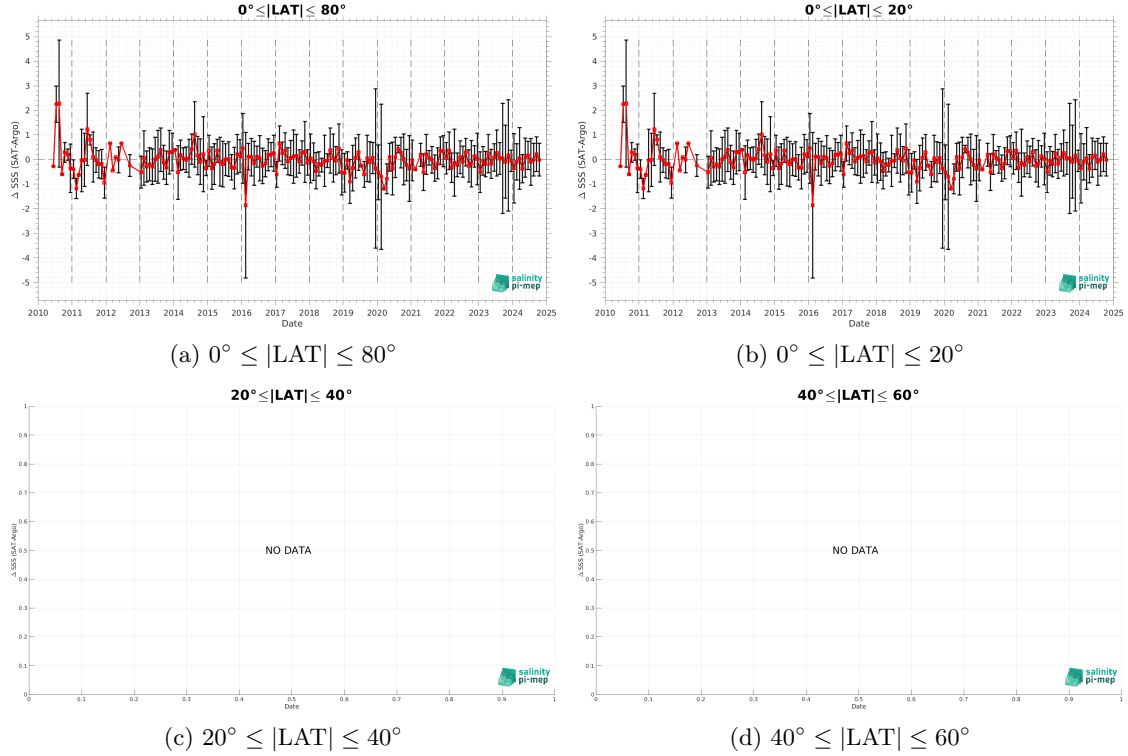 0°≤|LAT|≤ 80°
Δ SSS (SAT-Argo)
5
4
3
2
1
0
-1
-2
-3
-4
-5
2010 2011 2012 2013 2014 2015 2016 2017 2018 2019 2020 2021 2022 2023 2024 2025
Date
salinity
pi-mep
(a) 0° ≤ |LAT| ≤ 80°
0°≤|LAT|≤ 20°
Δ SSS (SAT-Argo)
5
4
3
2
1
0
-1
-2
-3
-4
-5
2010 2011 2012 2013 2014 2015 2016 2017 2018 2019 2020 2021 2022 2023 2024 2025
Date
salinity
pi-mep
(b) 0° ≤ |LAT| ≤ 20°
20°≤|LAT|≤ 40°
Δ SSS (SAT-Argo)
1
0.9
0.8
0.7
0.6
0.5
0.4
0.3
0.2
0.1
0
NO DATA
0 0.1 0.2 0.3 0.4 0.5 0.6 0.7 0.8 0.9 1
Date
salinity
pi-mep
(c) 20° ≤ |LAT| ≤ 40°
40°≤|LAT|≤ 60°
Δ SSS (SAT-Argo)
1
0.9
0.8
0.7
0.6
0.5
0.4
0.3
0.2
0.1
0
NO DATA
0 0.1 0.2 0.3 0.4 0.5 0.6 0.7 0.8 0.9 1
Date
salinity
pi-mep
(d) 40° ≤ |LAT| ≤ 60°